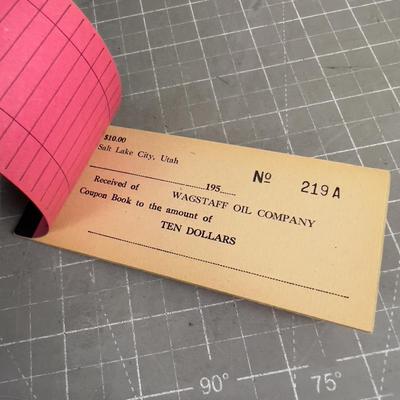 $10.00
Salt Lake City, Utah
195 Nº 219 A
Received of WAGSTAFF OIL COMPANY
Coupon Book to the amount of
TEN DOLLARS
90° 75°